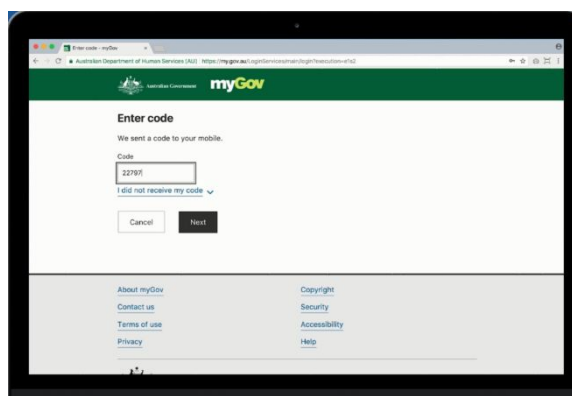 Enter code - myGov
Australian Department of Human Services [AU] https://my.gov.au/LoginServices/main/login?execution=e1s2
Australian Government myGov
Enter code
We sent a code to your mobile.
Code
22797
I did not receive my code
Cancel Next
About myGov Copyright
Contact us Security
Terms of use Accessibility
Privacy Help